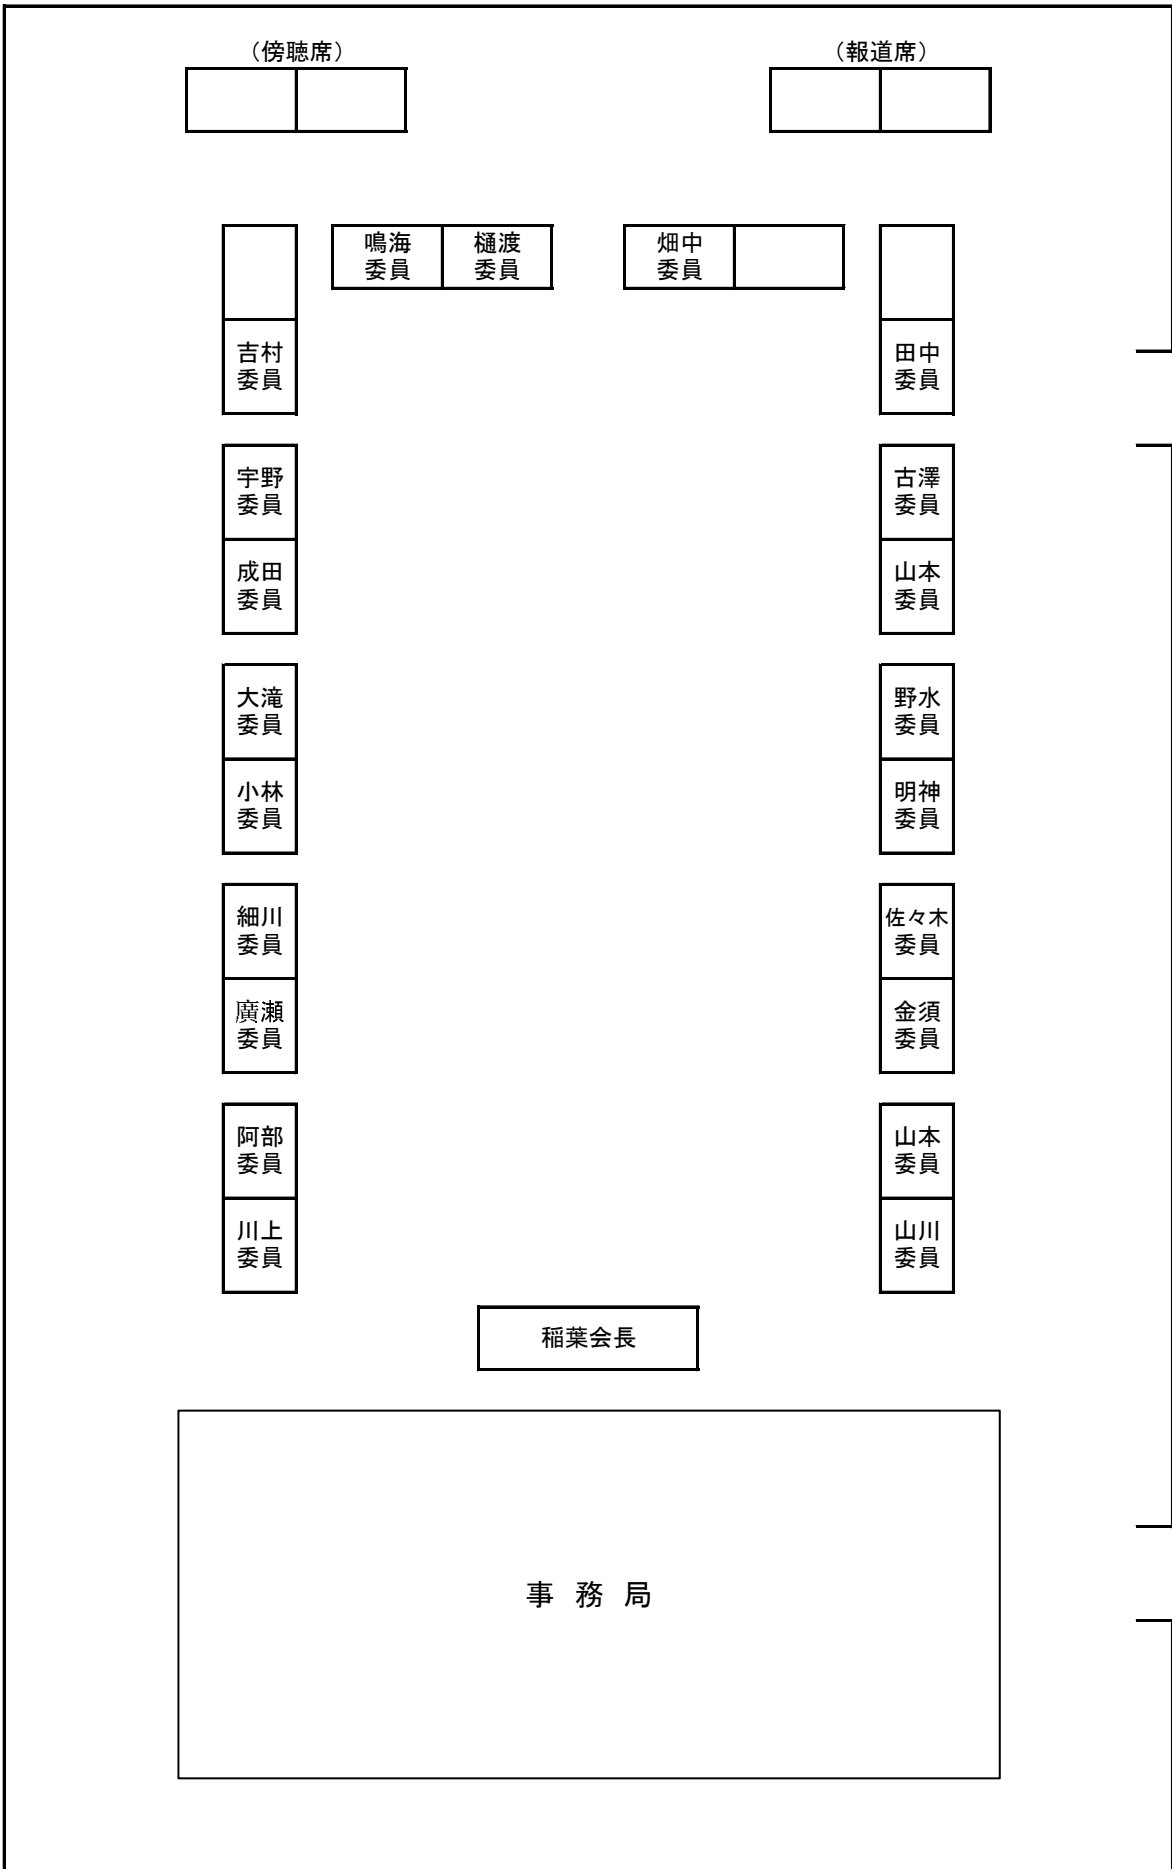 (傍聴席)
(報道席)
鳴海
委員
樋渡
委員
畑中
委員
吉村
委員
田中
委員
宇野
委員
古澤
委員
成田
委員
山本
委員
大滝
委員
野水
委員
小林
委員
明神
委員
細川
委員
佐々木
委員
廣瀬
委員
金須
委員
阿部
委員
山本
委員
川上
委員
山川
委員
稲葉会長
事 務 局